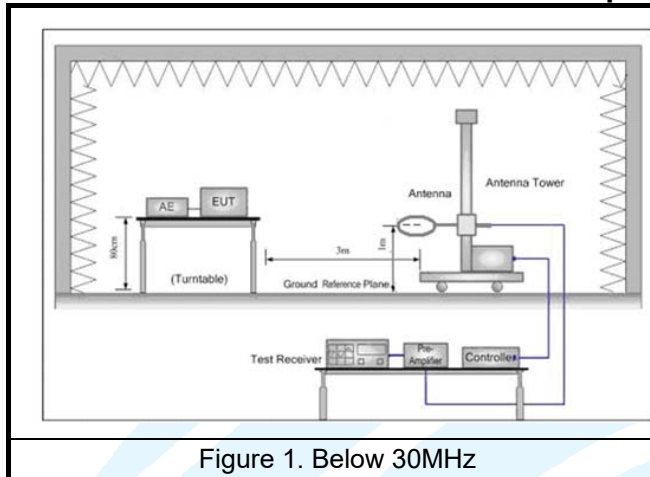 AE
EUT
Antenna
Antenna Tower
80cm
(Turntable)
3m
1m
Ground Reference Plane
Test Receiver
Pre-
Amplifier
Controller
Figure 1. Below 30MHz